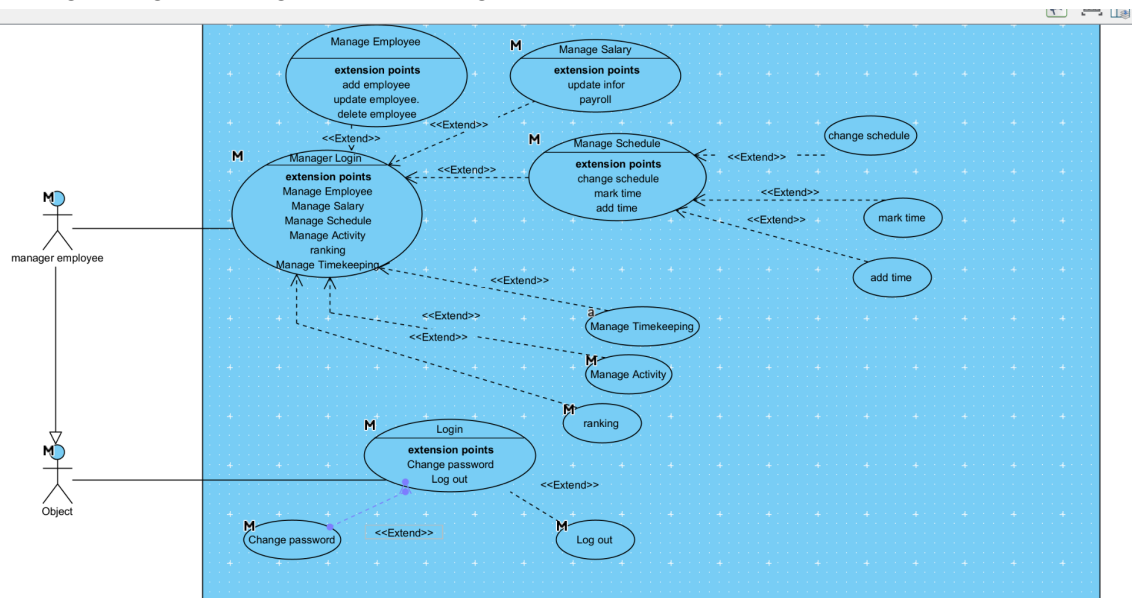 Manage Employee
extension points
add employee
update employee.
delete employee
M
Manage Salary
extension points
update infor
payroll
<<Extend>>
<<Extend>>
M
Manage Schedule
extension points
change schedule
mark time
add time
change schedule
<<Extend>>
<<Extend>>
mark time
<<Extend>>
add time
<<Extend>>
M
Manager Login
extension points
Manage Employee
Manage Salary
Manage Schedule
Manage Activity
ranking
Manage Timekeeping
M
manager employee
<<Extend>>
a
Manage Timekeeping
<<Extend>>
<<Extend>>
M
Manage Activity
M
ranking
M
Login
extension points
Change password
Log out
M
Object
<<Extend>>
<<Extend>>
M
Change password
M
Log out